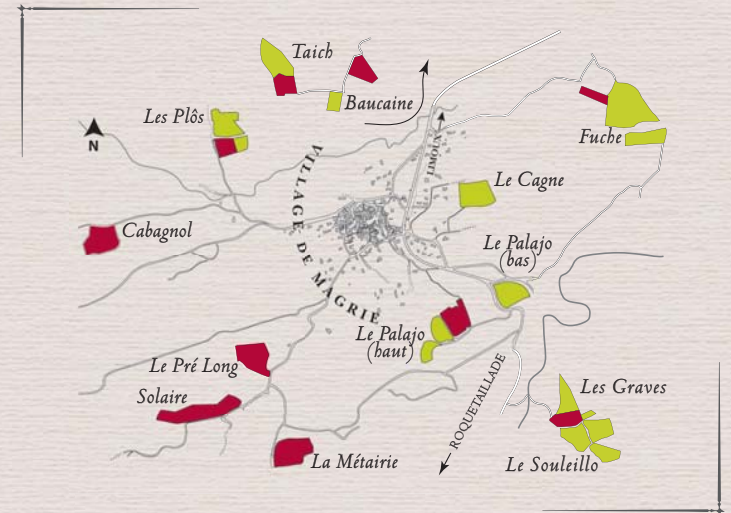 Taich
Baucaine
Les Plôs
N
Fuche
LIMOUX
Le Cagne
VILLAGE DE MAGRIE
Cabagnol
Le Palajo
(bas)
Le Palajo
(haut)
Le Pré Long
Solaire
ROQUETAILLADE
Les Graves
La Métairie
Le Souleillo